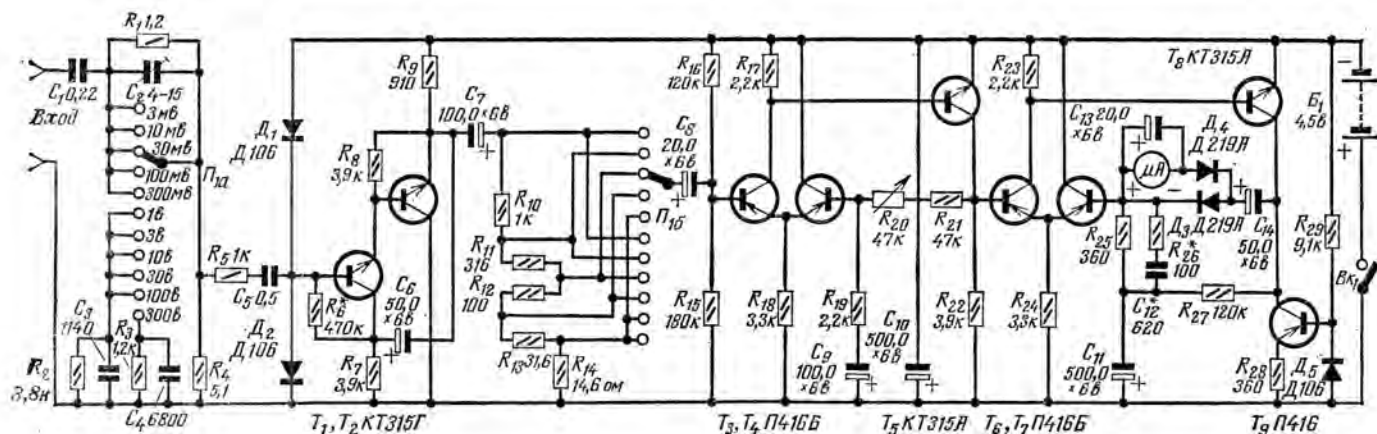 R₁ 1,2
C₁ 0,22
C₂ 4-15
Вход
3мв
10мв
30мв
100мв
300мв
П₁а
1в
3в
10в
30в
100в
300в
C₃
1140
R₃
1,2к
R₂
C₄ 6800
R₄
5,1
R₅ 1к
C₅ 0,5
Д₁
Д106
Д₂
Д106
R₆*
470к
R₇
3,9к
R₈
3,9к
R₉
910
C₆
50,0
×6в
T₁, T₂ КТ315Г
C₇
100,0×6в
R₁₀
1к
R₁₁
316
R₁₂
100
R₁₃ 31,6
R₁₄
14,6 ом
П₁б
C₈
20,0
×6в
R₁₆
120к
R₁₅
180к
R₁₇
2,2к
R₁₈
3,3к
T₃, T₄ П416Б
R₁₉
2,2к
C₉
100,0
×6в
R₂₀
47к
R₂₁
47к
C₁₀
500,0
×6в
R₂₂
3,9к
T₅ КТ315А
R₂₃
2,2к
R₂₄
3,3к
T₆, T₇ П416Б
T₈ КТ315А
C₁₃ 20,0
×6в
Д₄
Д219А
μA
Д₃ Д219А
R₂₅
360
R₂₆*
100
C₁₂*
620
R₂₇ 120к
C₁₄
50,0
×6в
C₁₁
500,0
×6в
R₂₈
360
Д₅
Д106
T₉ П416
R₂₉
9,1к
Б₁
4,5в
Вк₁